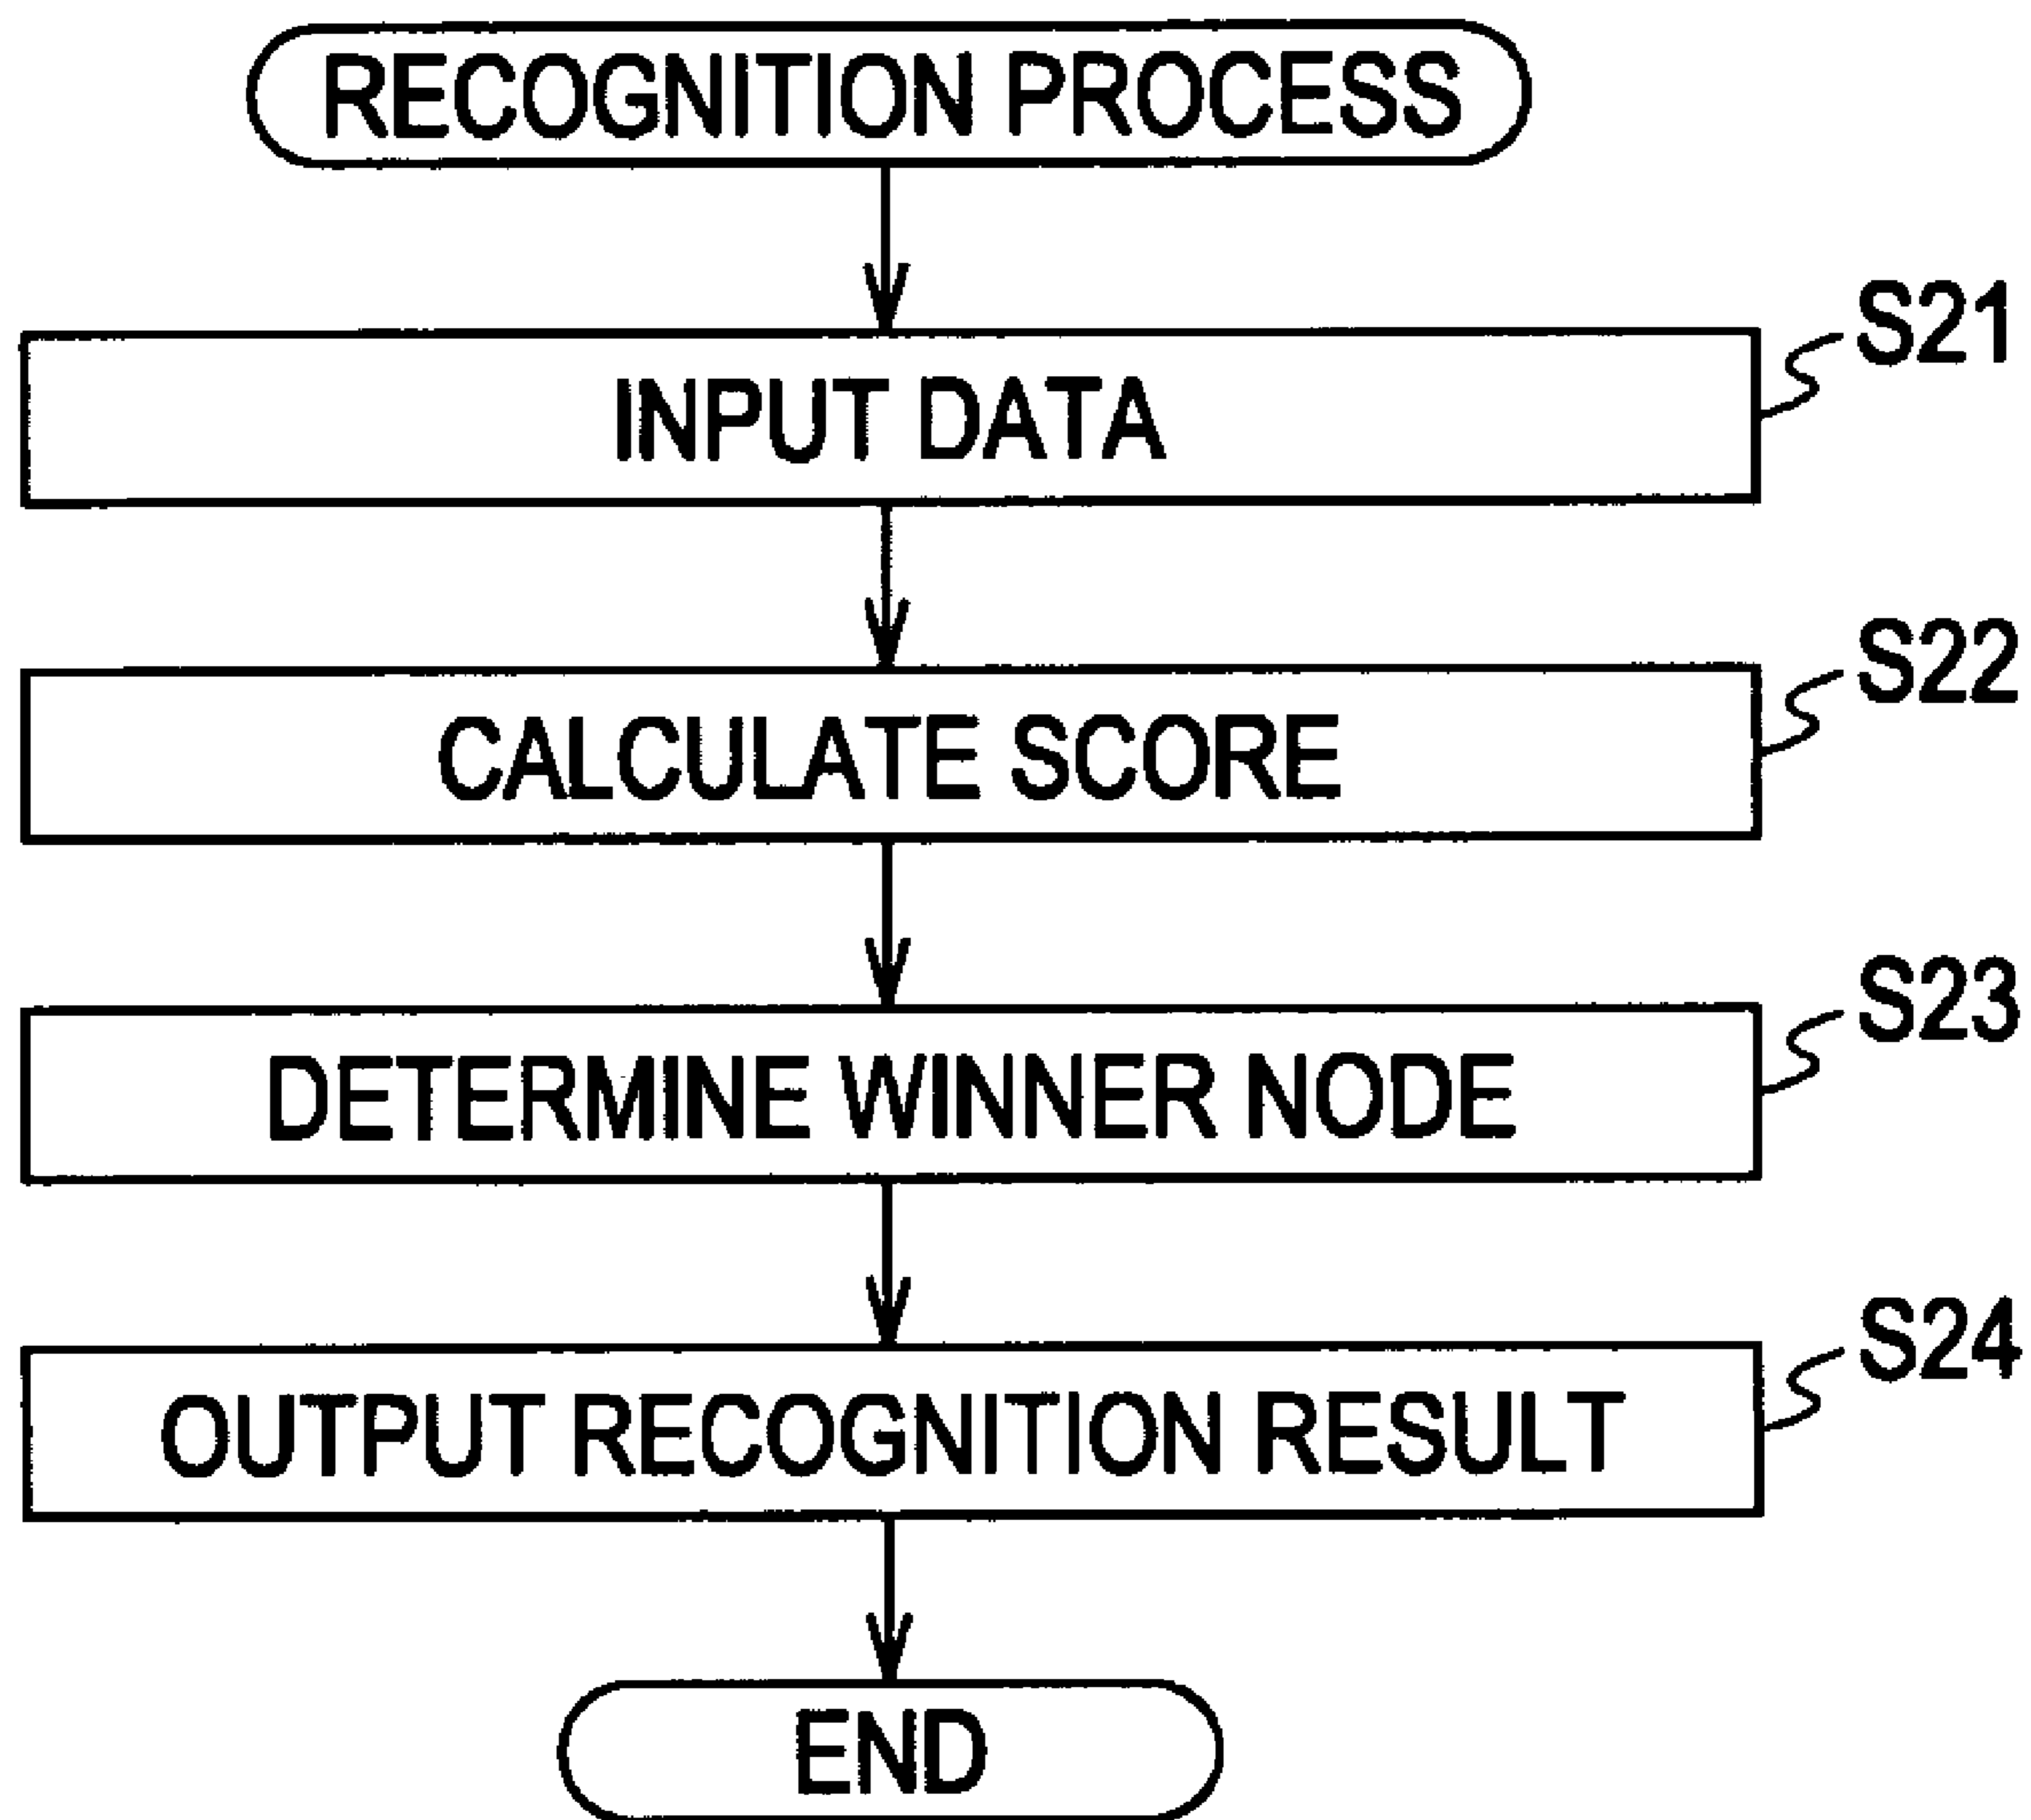 RECOGNITION PROCESS
S21
INPUT DATA
S22
CALCULATE SCORE
S23
DETERMINE WINNER NODE
S24
OUTPUT RECOGNITION RESULT
END